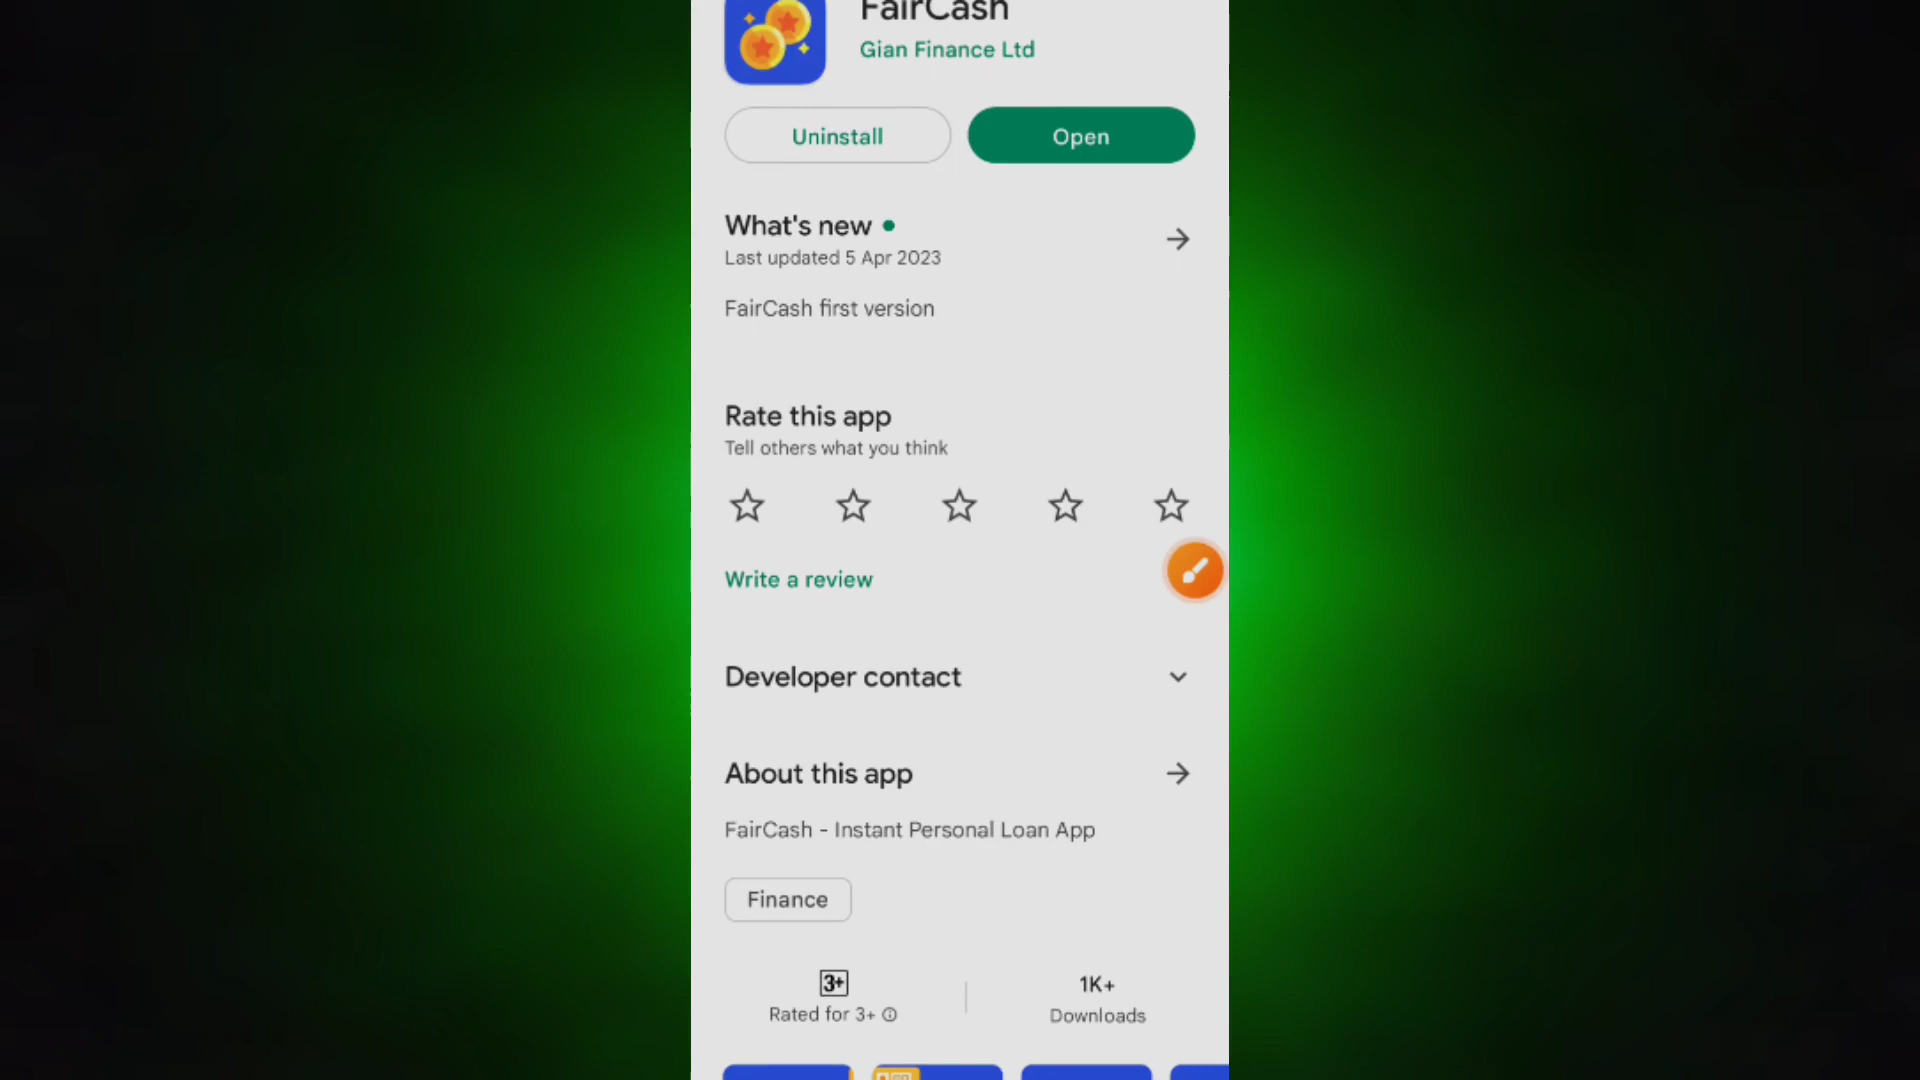 FairCash
Gian Finance Ltd
Uninstall
Open
What's new
Last updated 5 Apr 2023
FairCash first version
Rate this app
Tell others what you think
Write a review
Developer contact
About this app
FairCash - Instant Personal Loan App
Finance
3+
1K+
Rated for 3+
Downloads